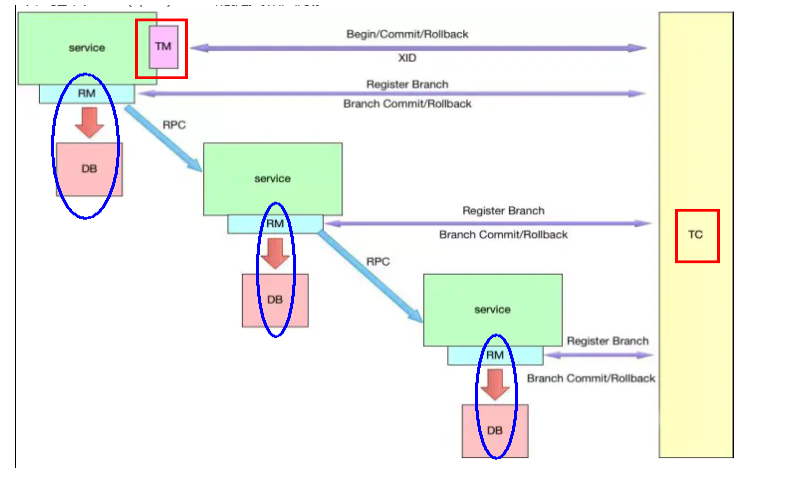 service
TM
Begin/Commit/Rollback
XID
RM
Register Branch
Branch Commit/Rollback
RPC
DB
service
RM
Register Branch
Branch Commit/Rollback
TC
RPC
DB
service
Register Branch
RM
Branch Commit/Rollback
DB